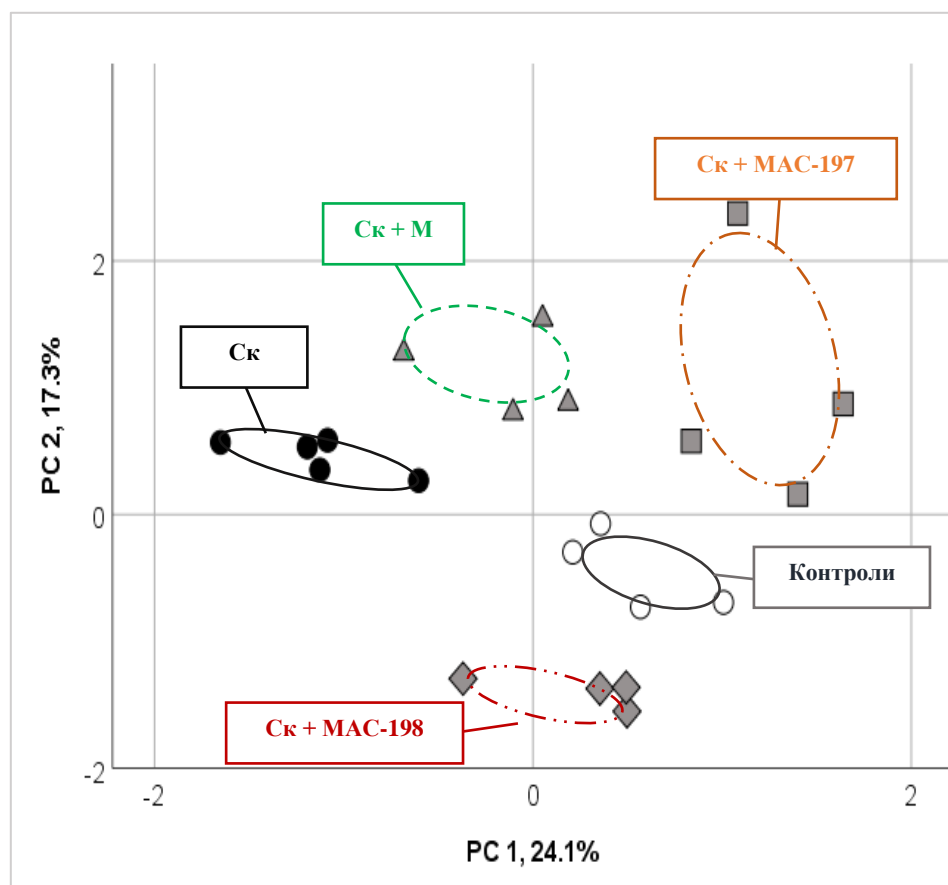 Ск + МАС-197
Ск + М
2
Ск
PC 2, 17.3%
0
Контроли
Ск + МАС-198
-2
-2
0
2
PC 1, 24.1%